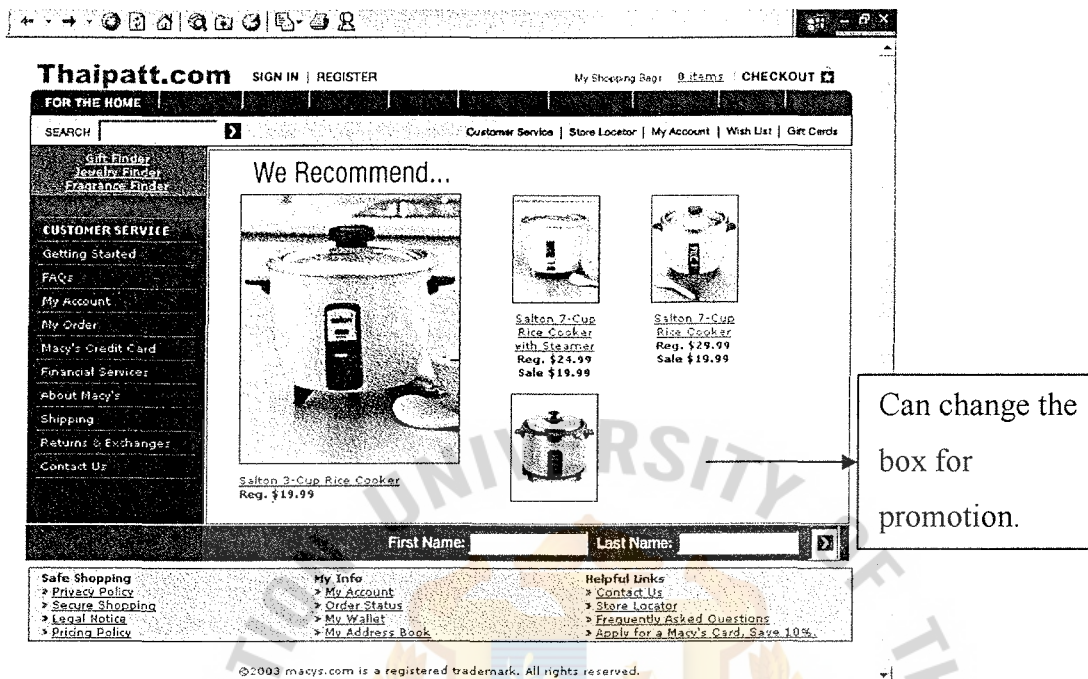 Thaipatt.com SIGN IN | REGISTER My Shopping Bag: 0 items CHECKOUT
FOR THE HOME
SEARCH Customer Service | Store Locator | My Account | Wish List | Gift Cards
Gift Finder
Jewelry Finder
Fragrance Finder
CUSTOMER SERVICE
Getting Started
FAQs
My Account
My Order
Macy's Credit Card
Financial Services
About Macy's
Shipping
Returns & Exchanges
Contact Us
We Recommend...
Salton 3-Cup Rice Cooker
Reg. $19.99
Salton 7-Cup
Rice Cooker
with Steamer
Reg. $24.99
Sale $19.99
Salton 7-Cup
Rice Cooker
Reg. $29.99
Sale $19.99
Can change the
box for
promotion.
First Name: Last Name:
Safe Shopping
> Privacy Policy
> Secure Shopping
> Legal Notice
> Pricing Policy
My Info
> My Account
> Order Status
> My Wallet
> My Address Book
Helpful Links
> Contact Us
> Store Locator
> Frequently Asked Questions
> Apply for a Macy's Card, Save 10%.
©2003 macys.com is a registered trademark. All rights reserved.